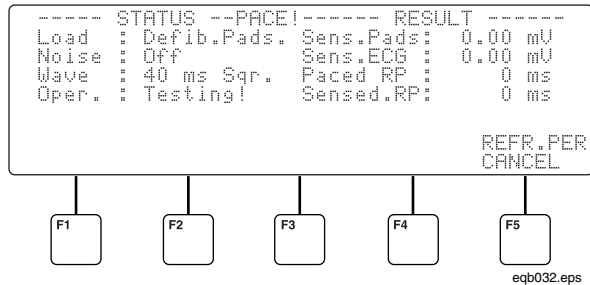 ----- STATUS --PACE!------ RESULT ------
Load : Defib.Pads. Sens.Pads: 0.00 mV
Noise : Off Sens.ECG : 0.00 mV
Wave : 40 ms Sqr. Paced RP : 0 ms
Oper. : Testing! Sensed.RP: 0 ms
REFR.PER
CANCEL
F1 F2 F3 F4 F5
eqb032.eps